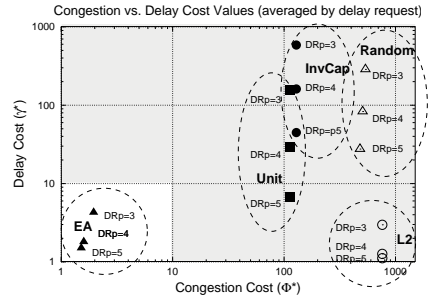 Congestion vs. Delay Cost Values (averaged by delay request)
1000
100
10
1
Delay Cost (γ*)
DRp=3
InvCap
DRp=4
DRp=p5
Random
DRp=3
DRp=4
DRp=5
DRp=3
DRp=4
Unit
DRp=5
EA
DRp=3
DRp=4
DRp=5
DRp=3
DRp=4
L2
DRp=5
1
10
100
1000
Congestion Cost (Φ*)